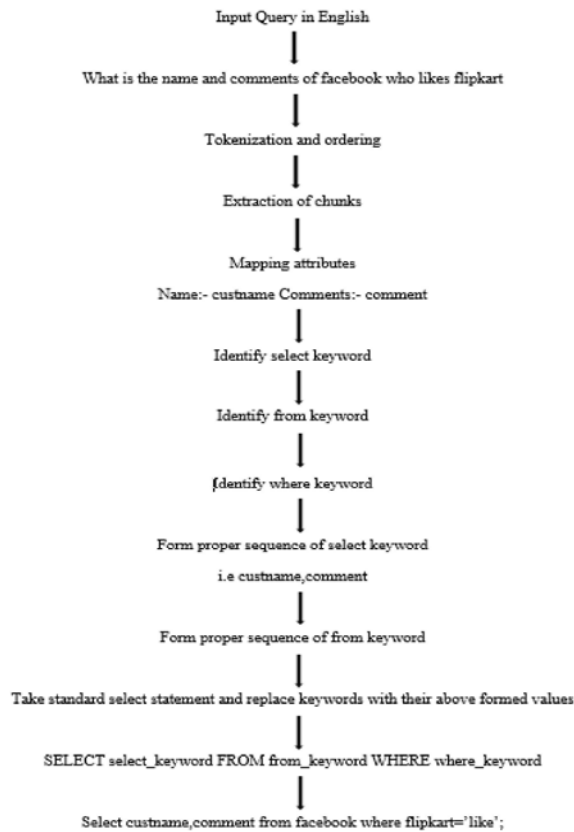 Input Query in English
What is the name and comments of facebook who likes flipkart
Tokenization and ordering
Extraction of chunks
Mapping attributes
Name:- custname Comments:- comment
Identify select keyword
Identify from keyword
Identify where keyword
Form proper sequence of select keyword
i.e custname,comment
Form proper sequence of from keyword
Take standard select statement and replace keywords with their above formed values
SELECT select_keyword FROM from_keyword WHERE where_keyword
Select custname,comment from facebook where flipkart=’like’;